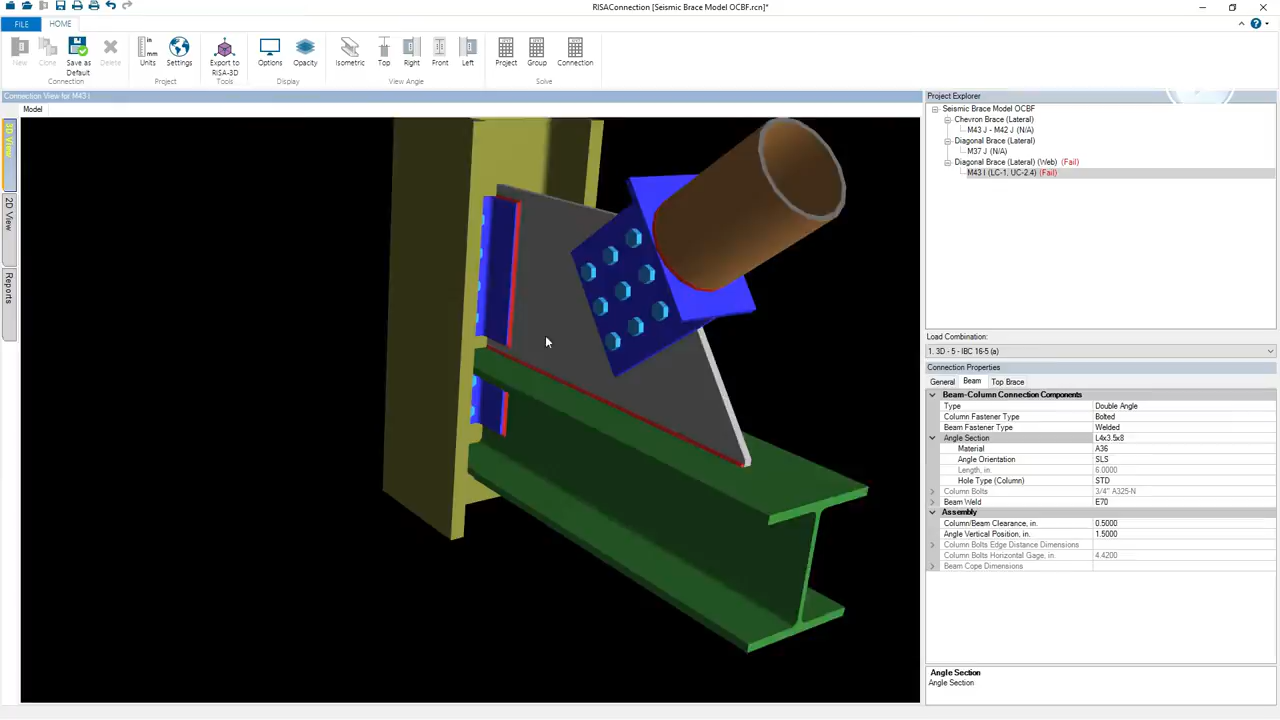 RISAConnection [Seismic Brace Model OCBF.rcn]*
FILE
HOME
New
Clone
Save as Default
Delete
Units
Settings
Export to RISA-3D
Options
Opacity
Isometric
Top
Right
Front
Left
Project
Group
Connection
Connection
Project
Tools
Display
View Angle
Solve
Connection View for M43 I
Model
3D View
2D View
Reports
Project Explorer
Seismic Brace Model OCBF
Chevron Brace (Lateral)
M43 J - M42 J (N/A)
Diagonal Brace (Lateral)
M37 J (N/A)
Diagonal Brace (Lateral) (Web) (Fail)
M43 I (LC-1, UC-2.4) (Fail)
Load Combination:
1. 3D - 5 - IBC 16-5 (a)
Connection Properties
General
Beam
Top Brace
Beam-Column Connection Components
Type Double Angle
Column Fastener Type Bolted
Beam Fastener Type Welded
Angle Section L4x3.5x8
Material A36
Angle Orientation SLS
Length, in. 6.0000
Hole Type (Column) STD
Column Bolts 3/4" A325-N
Beam Weld E70
Assembly
Column/Beam Clearance, in. 0.5000
Angle Vertical Position, in. 1.5000
Column Bolts Edge Distance Dimensions
Column Bolts Horizontal Gage, in. 4.4200
Beam Cope Dimensions
Angle Section
Angle Section